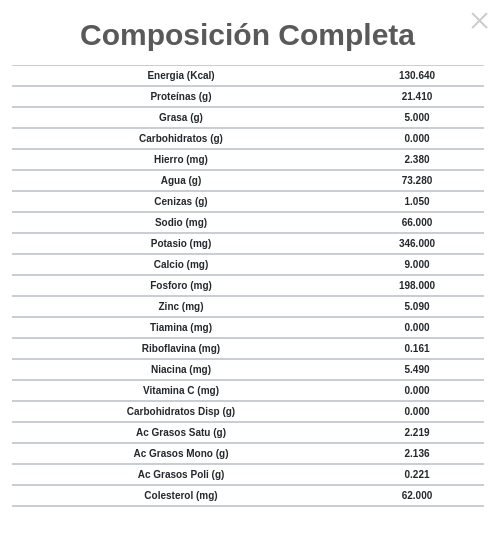 Composición Completa
Energia (Kcal) 130.640
Proteínas (g) 21.410
Grasa (g) 5.000
Carbohidratos (g) 0.000
Hierro (mg) 2.380
Agua (g) 73.280
Cenizas (g) 1.050
Sodio (mg) 66.000
Potasio (mg) 346.000
Calcio (mg) 9.000
Fosforo (mg) 198.000
Zinc (mg) 5.090
Tiamina (mg) 0.000
Riboflavina (mg) 0.161
Niacina (mg) 5.490
Vitamina C (mg) 0.000
Carbohidratos Disp (g) 0.000
Ac Grasos Satu (g) 2.219
Ac Grasos Mono (g) 2.136
Ac Grasos Poli (g) 0.221
Colesterol (mg) 62.000